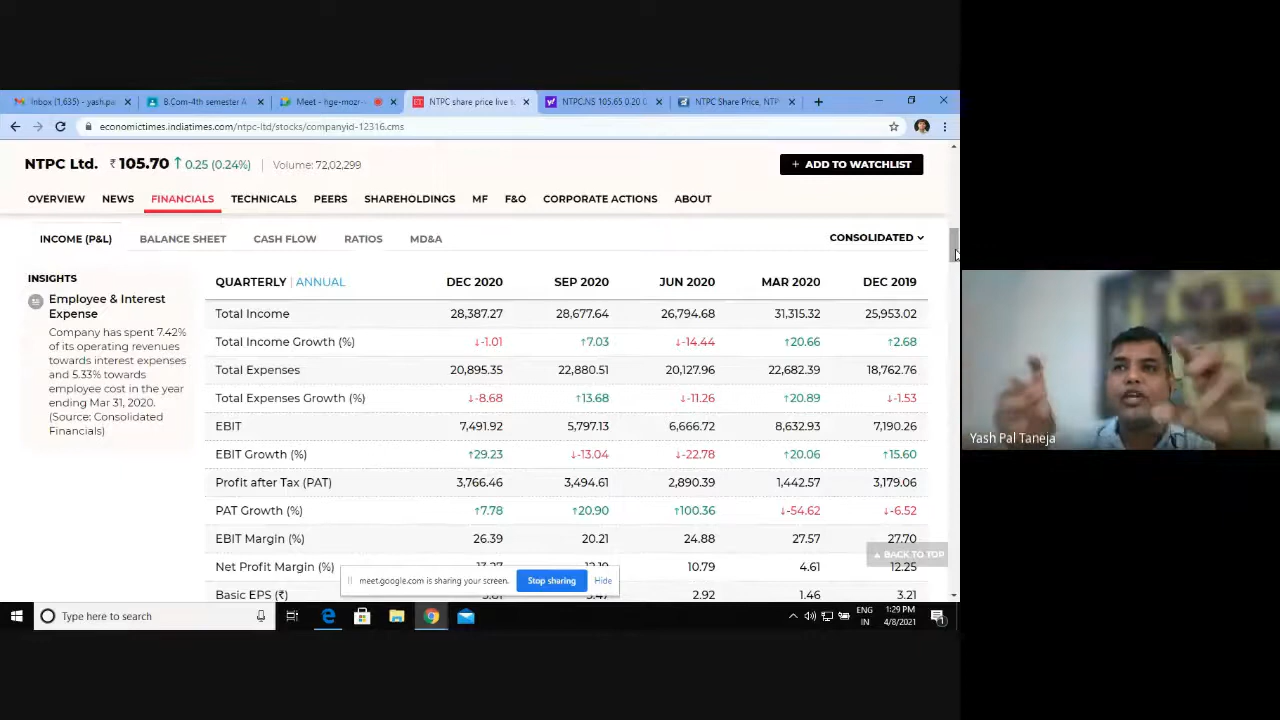 Inbox (1,635) - yash.pa
B.Com-4th semester A
Meet - hge-mozr-
NTPC share price live t
NTPC.NS 105.65 0.20 0
NTPC Share Price, NTP
economictimes.indiatimes.com/ntpc-ltd/stocks/companyid-12316.cms
NTPC Ltd. ₹ 105.70 ↑ 0.25 (0.24%) | Volume: 72,02,299
+ ADD TO WATCHLIST
OVERVIEW NEWS FINANCIALS TECHNICALS PEERS SHAREHOLDINGS MF F&O CORPORATE ACTIONS ABOUT
INCOME (P&L) BALANCE SHEET CASH FLOW RATIOS MD&A CONSOLIDATED
INSIGHTS
Employee & Interest
Expense
Company has spent 7.42%
of its operating revenues
towards interest expenses
and 5.33% towards
employee cost in the year
ending Mar 31, 2020.
(Source: Consolidated
Financials)
QUARTERLY | ANNUAL DEC 2020 SEP 2020 JUN 2020 MAR 2020 DEC 2019
Total Income 28,387.27 28,677.64 26,794.68 31,315.32 25,953.02
Total Income Growth (%) ↓-1.01 ↑7.03 ↓-14.44 ↑20.66 ↑2.68
Total Expenses 20,895.35 22,880.51 20,127.96 22,682.39 18,762.76
Total Expenses Growth (%) ↓-8.68 ↑13.68 ↓-11.26 ↑20.89 ↓-1.53
EBIT 7,491.92 5,797.13 6,666.72 8,632.93 7,190.26
EBIT Growth (%) ↑29.23 ↓-13.04 ↓-22.78 ↑20.06 ↑15.60
Profit after Tax (PAT) 3,766.46 3,494.61 2,890.39 1,442.57 3,179.06
PAT Growth (%) ↑7.78 ↑20.90 ↑100.36 ↓-54.62 ↓-6.52
EBIT Margin (%) 26.39 20.21 24.88 27.57 27.70
▲ BACK TO TOP
Net Profit Margin (%) 10.79 4.61 12.25
Basic EPS (₹) 2.92 1.46 3.21
meet.google.com is sharing your screen. Stop sharing Hide
Yash Pal Taneja
Type here to search
ENG
IN
1:29 PM
4/8/2021
1